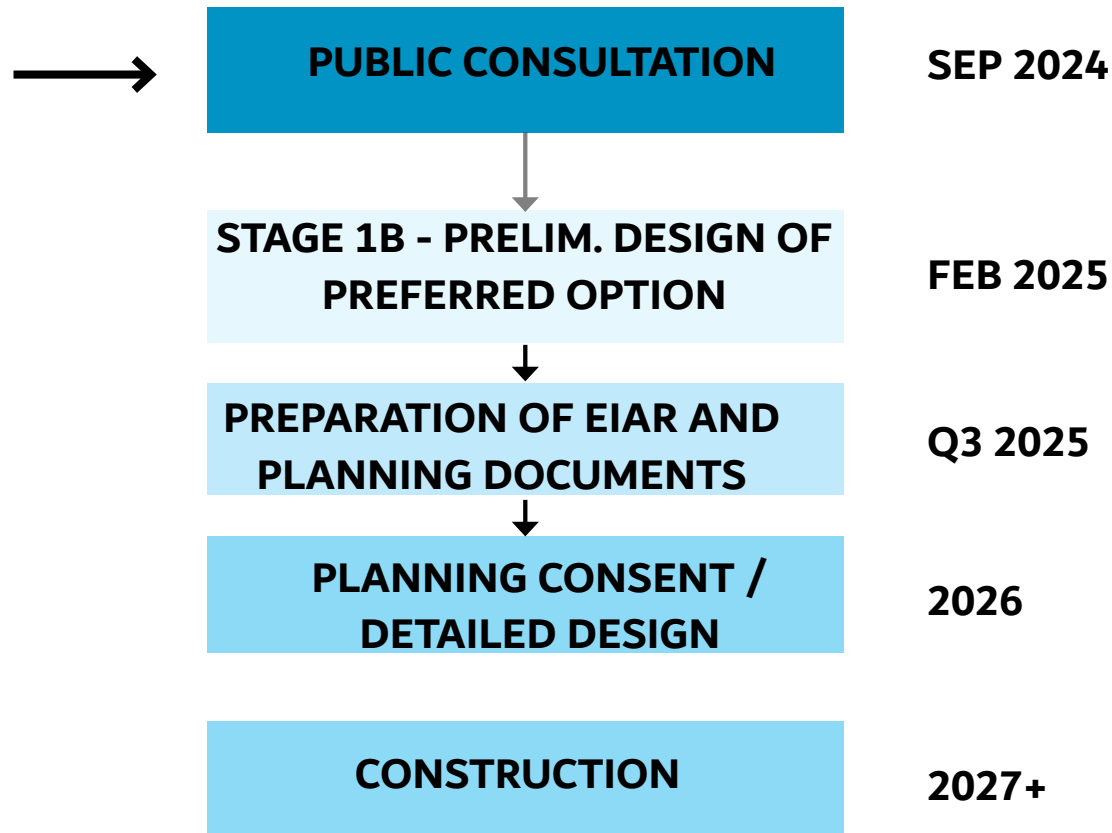 PUBLIC CONSULTATION
SEP 2024
STAGE 1B - PRELIM. DESIGN OF
PREFERRED OPTION
FEB 2025
PREPARATION OF EIAR AND
PLANNING DOCUMENTS
Q3 2025
PLANNING CONSENT /
DETAILED DESIGN
2026
CONSTRUCTION
2027+